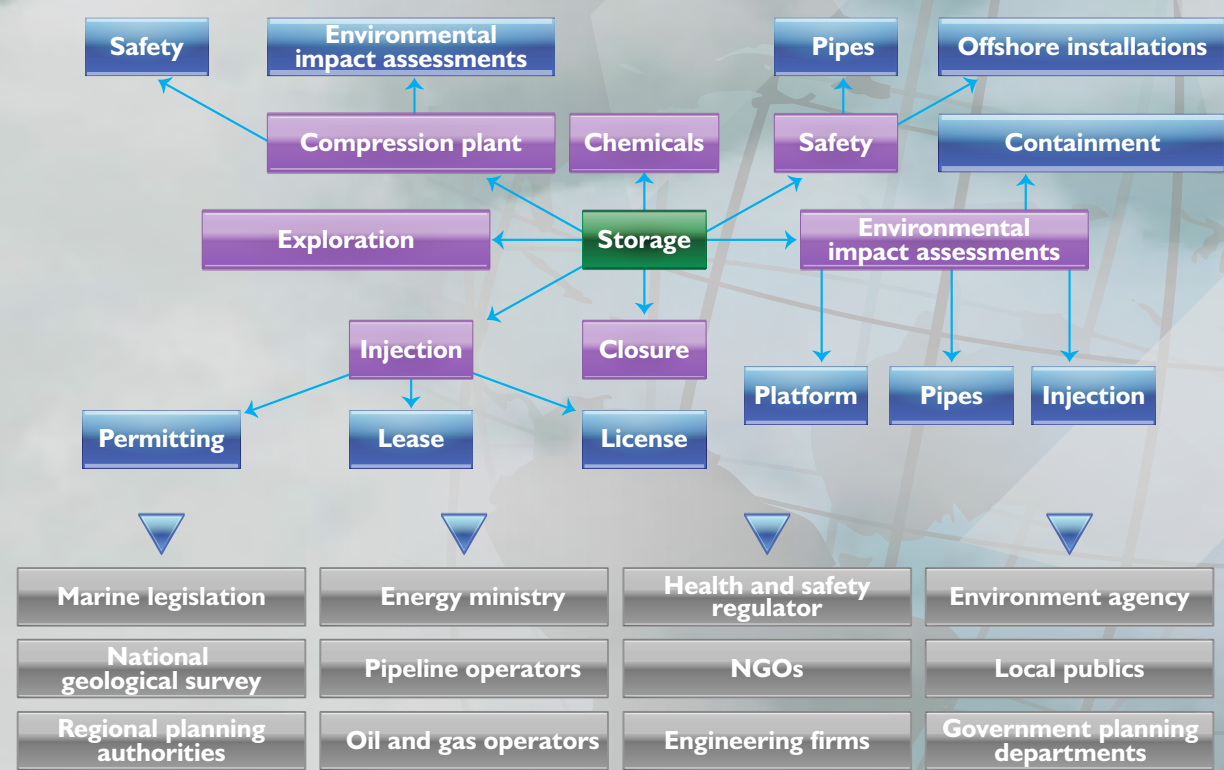 Safety
Environmental
impact assessments
Pipes
Offshore installations
Compression plant
Chemicals
Safety
Containment
Exploration
Storage
Environmental
impact assessments
Injection
Closure
Platform
Pipes
Injection
Permitting
Lease
License
Marine legislation
Energy ministry
Health and safety
regulator
Environment agency
National
geological survey
Pipeline operators
NGOs
Local publics
Regional planning
authorities
Oil and gas operators
Engineering firms
Government planning
departments